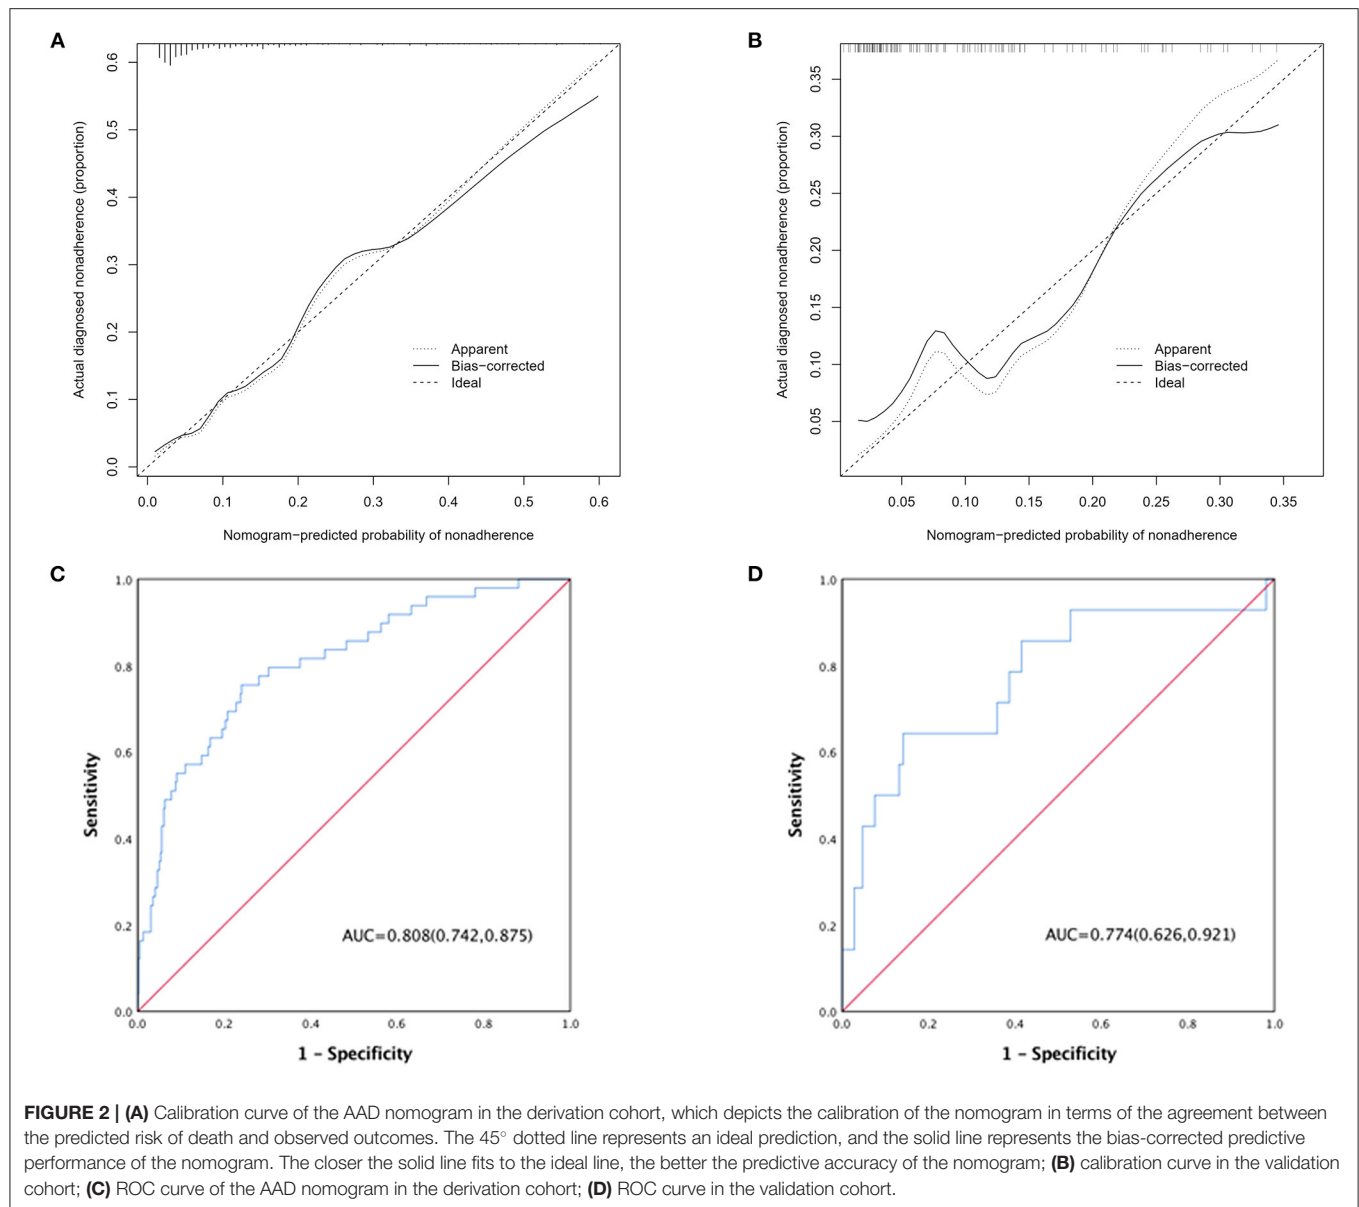 A
0.6
0.5
0.4
0.3
0.2
0.1
0.0
Actual diagnosed nonadherence (proportion)
Apparent
Bias−corrected
Ideal
0.0 0.1 0.2 0.3 0.4 0.5 0.6
Nomogram−predicted probability of nonadherence
B
0.35
0.30
0.25
0.20
0.15
0.10
0.05
Actual diagnosed nonadherence (proportion)
Apparent
Bias−corrected
Ideal
0.05 0.10 0.15 0.20 0.25 0.30 0.35
Nomogram−predicted probability of nonadherence
C
1.0
0.8
0.6
0.4
0.2
0.0
Sensitivity
AUC=0.808(0.742,0.875)
0.0 0.2 0.4 0.6 0.8 1.0
1 - Specificity
D
1.0
0.8
0.6
0.4
0.2
0.0
Sensitivity
AUC=0.774(0.626,0.921)
0.0 0.2 0.4 0.6 0.8 1.0
1 - Specificity
FIGURE 2 | (A) Calibration curve of the AAD nomogram in the derivation cohort, which depicts the calibration of the nomogram in terms of the agreement between
the predicted risk of death and observed outcomes. The 45° dotted line represents an ideal prediction, and the solid line represents the bias-corrected predictive
performance of the nomogram. The closer the solid line fits to the ideal line, the better the predictive accuracy of the nomogram; (B) calibration curve in the validation
cohort; (C) ROC curve of the AAD nomogram in the derivation cohort; (D) ROC curve in the validation cohort.